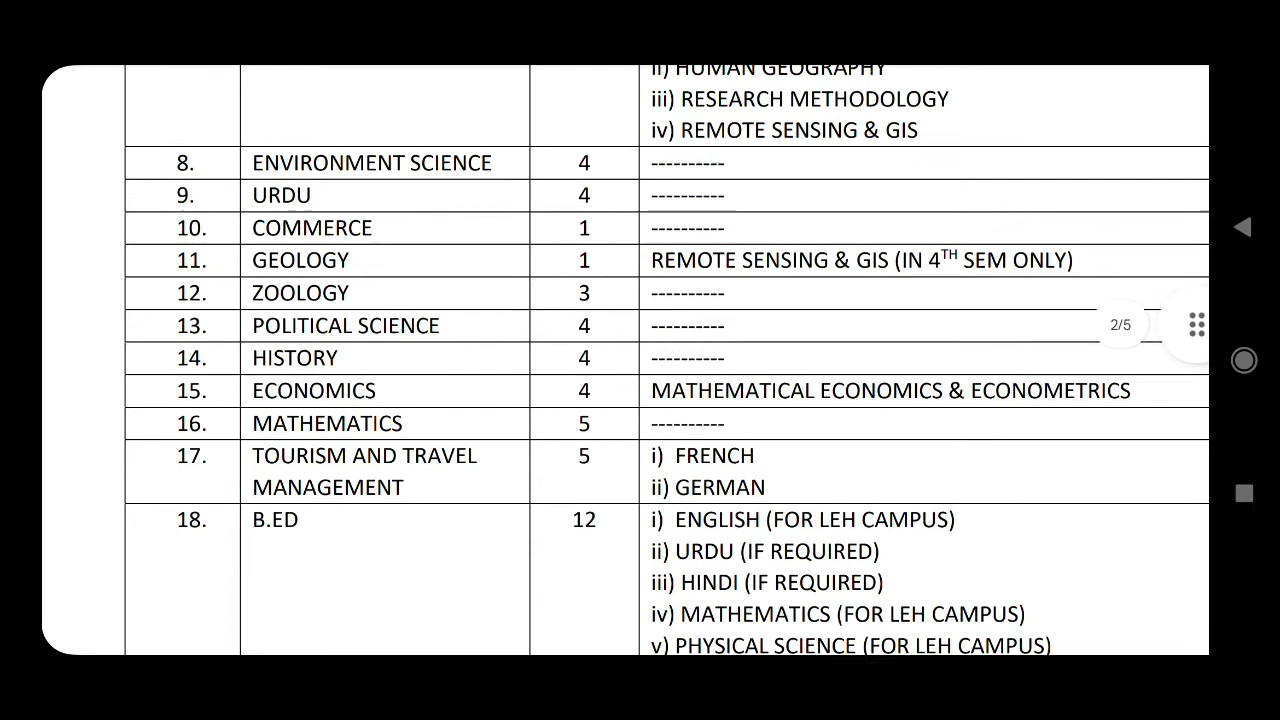 ii) HUMAN GEOGRAPHY
iii) RESEARCH METHODOLOGY
iv) REMOTE SENSING & GIS
8. ENVIRONMENT SCIENCE 4 ----------
9. URDU 4 ----------
10. COMMERCE 1 ----------
11. GEOLOGY 1 REMOTE SENSING & GIS (IN 4TH SEM ONLY)
12. ZOOLOGY 3 ----------
13. POLITICAL SCIENCE 4 ----------
2/5
14. HISTORY 4 ----------
15. ECONOMICS 4 MATHEMATICAL ECONOMICS & ECONOMETRICS
16. MATHEMATICS 5 ----------
17. TOURISM AND TRAVEL 5 i) FRENCH
MANAGEMENT ii) GERMAN
18. B.ED 12 i) ENGLISH (FOR LEH CAMPUS)
ii) URDU (IF REQUIRED)
iii) HINDI (IF REQUIRED)
iv) MATHEMATICS (FOR LEH CAMPUS)
v) PHYSICAL SCIENCE (FOR LEH CAMPUS)